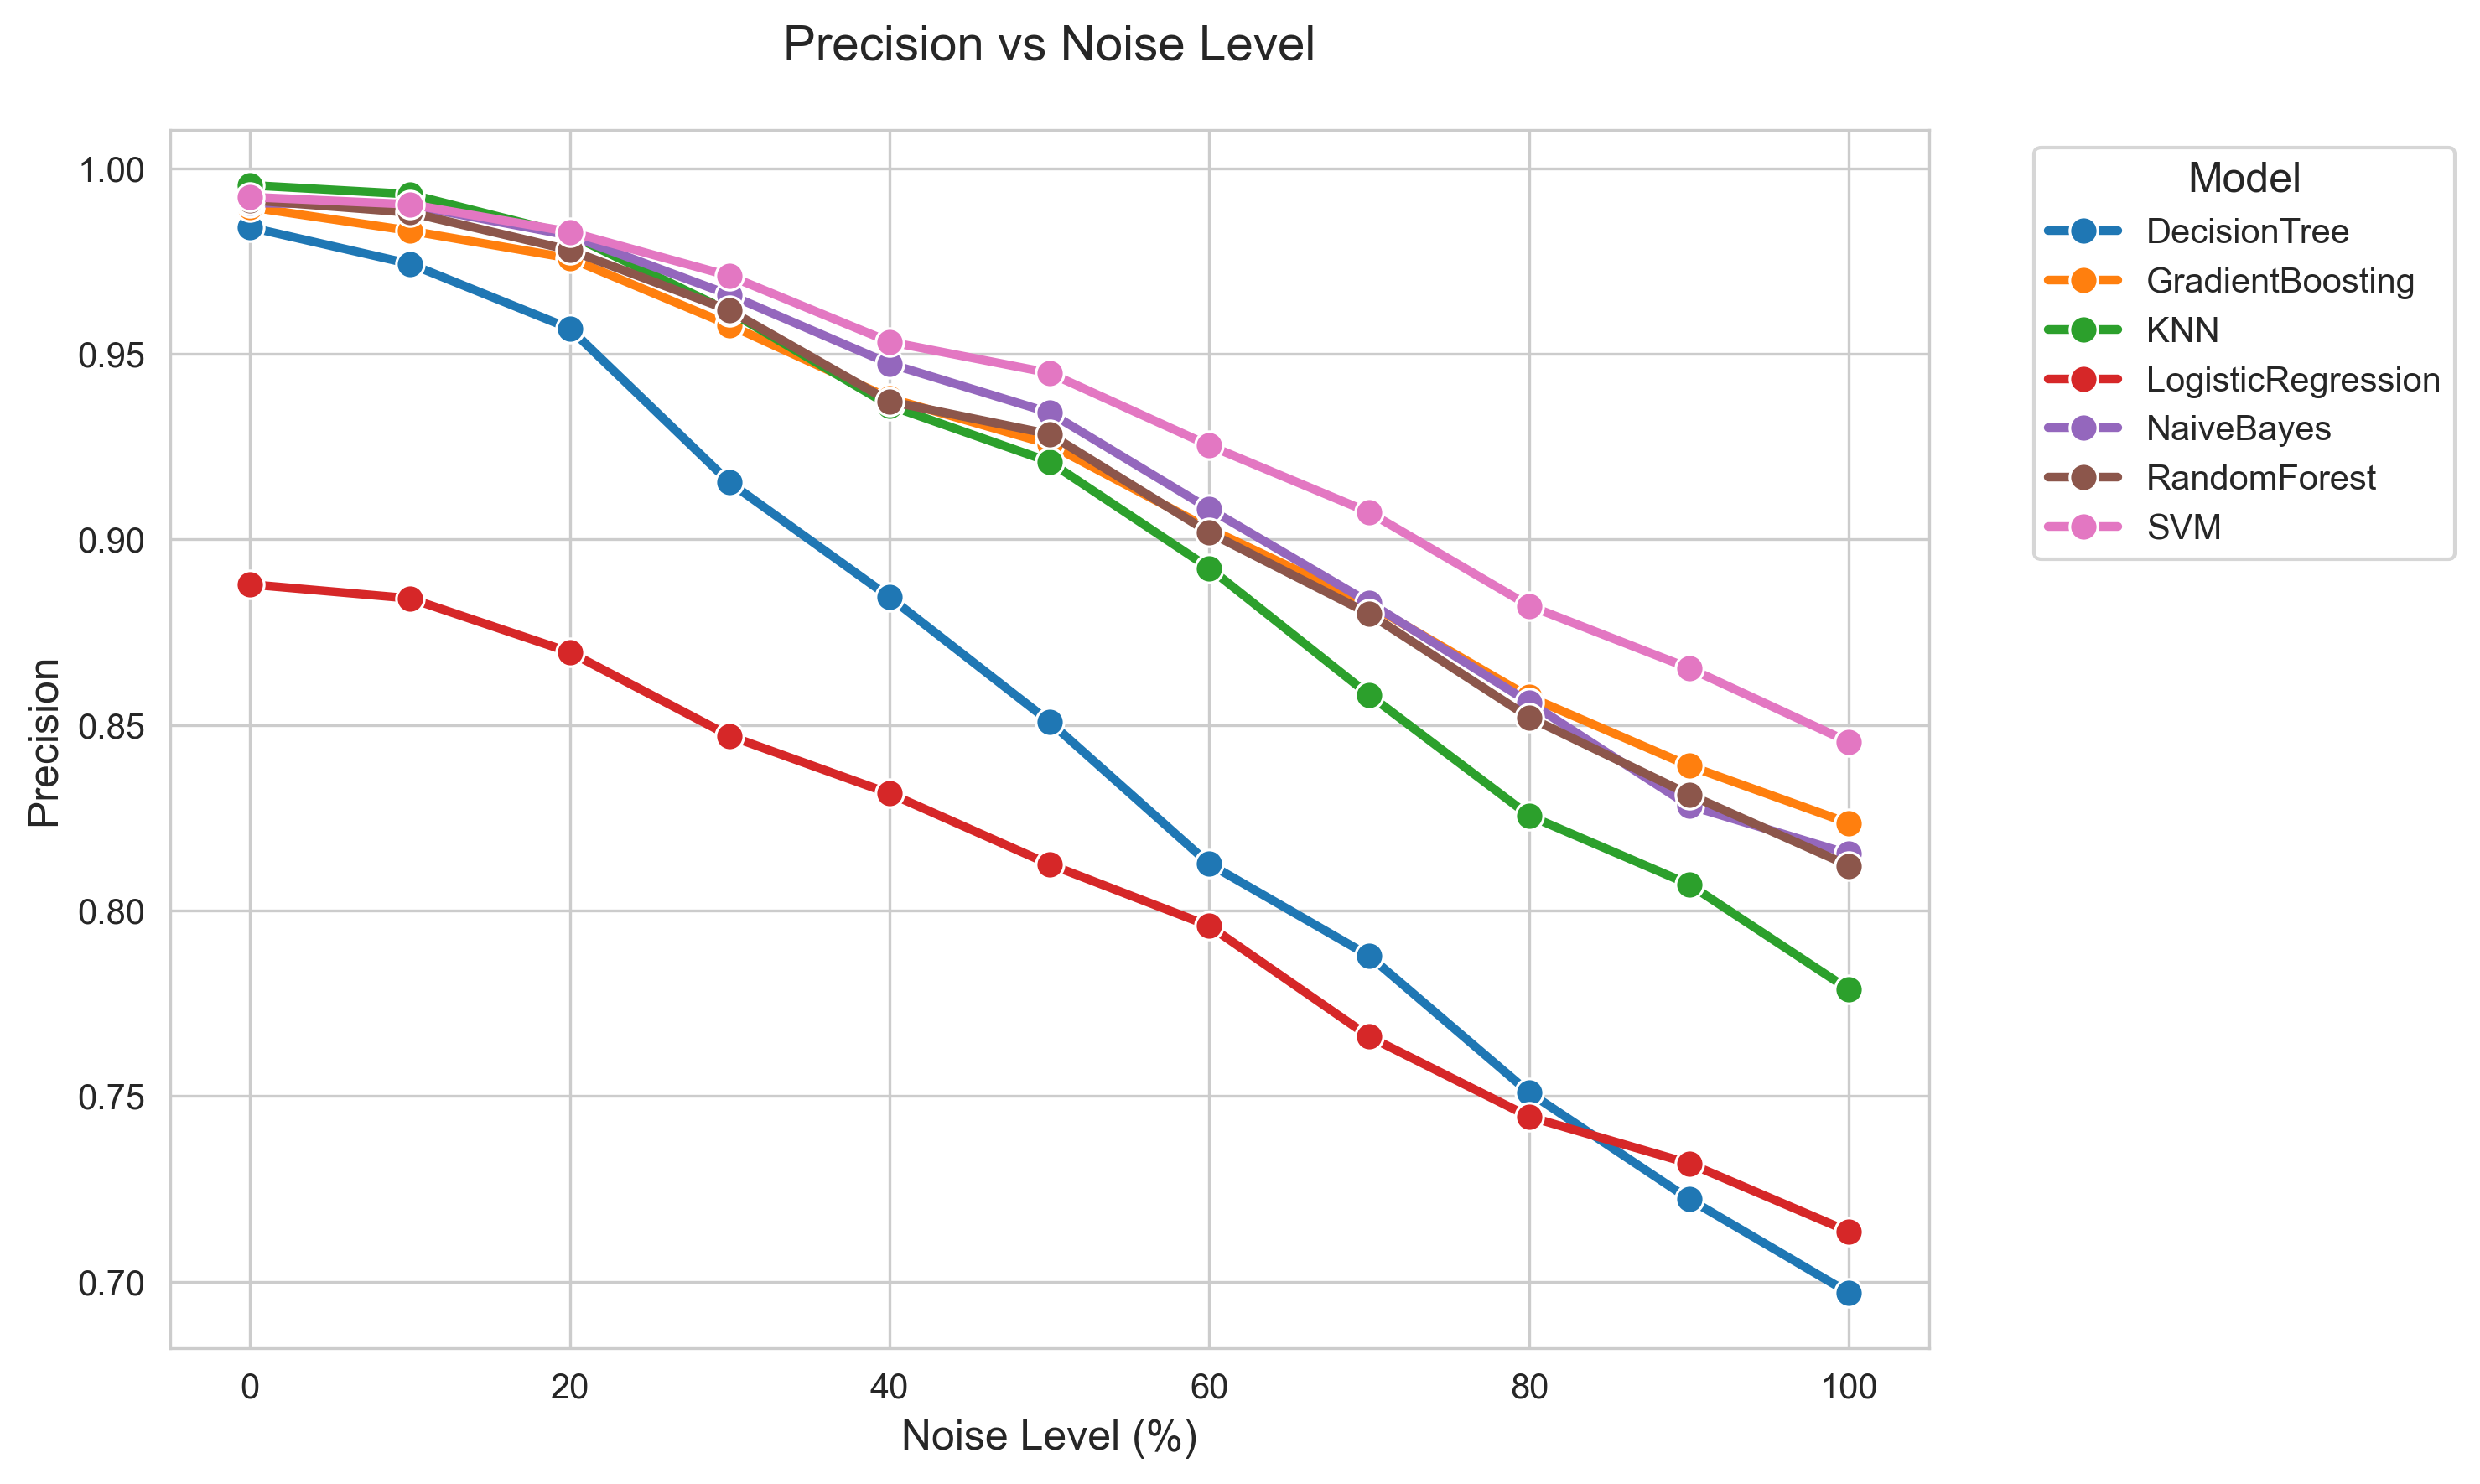 Precision vs Noise Level
1.00
0.95
0.90
0.85
0.80
0.75
0.70
Precision
0
20
40
60
80
100
Noise Level (%)
Model
DecisionTree
GradientBoosting
KNN
LogisticRegression
NaiveBayes
RandomForest
SVM